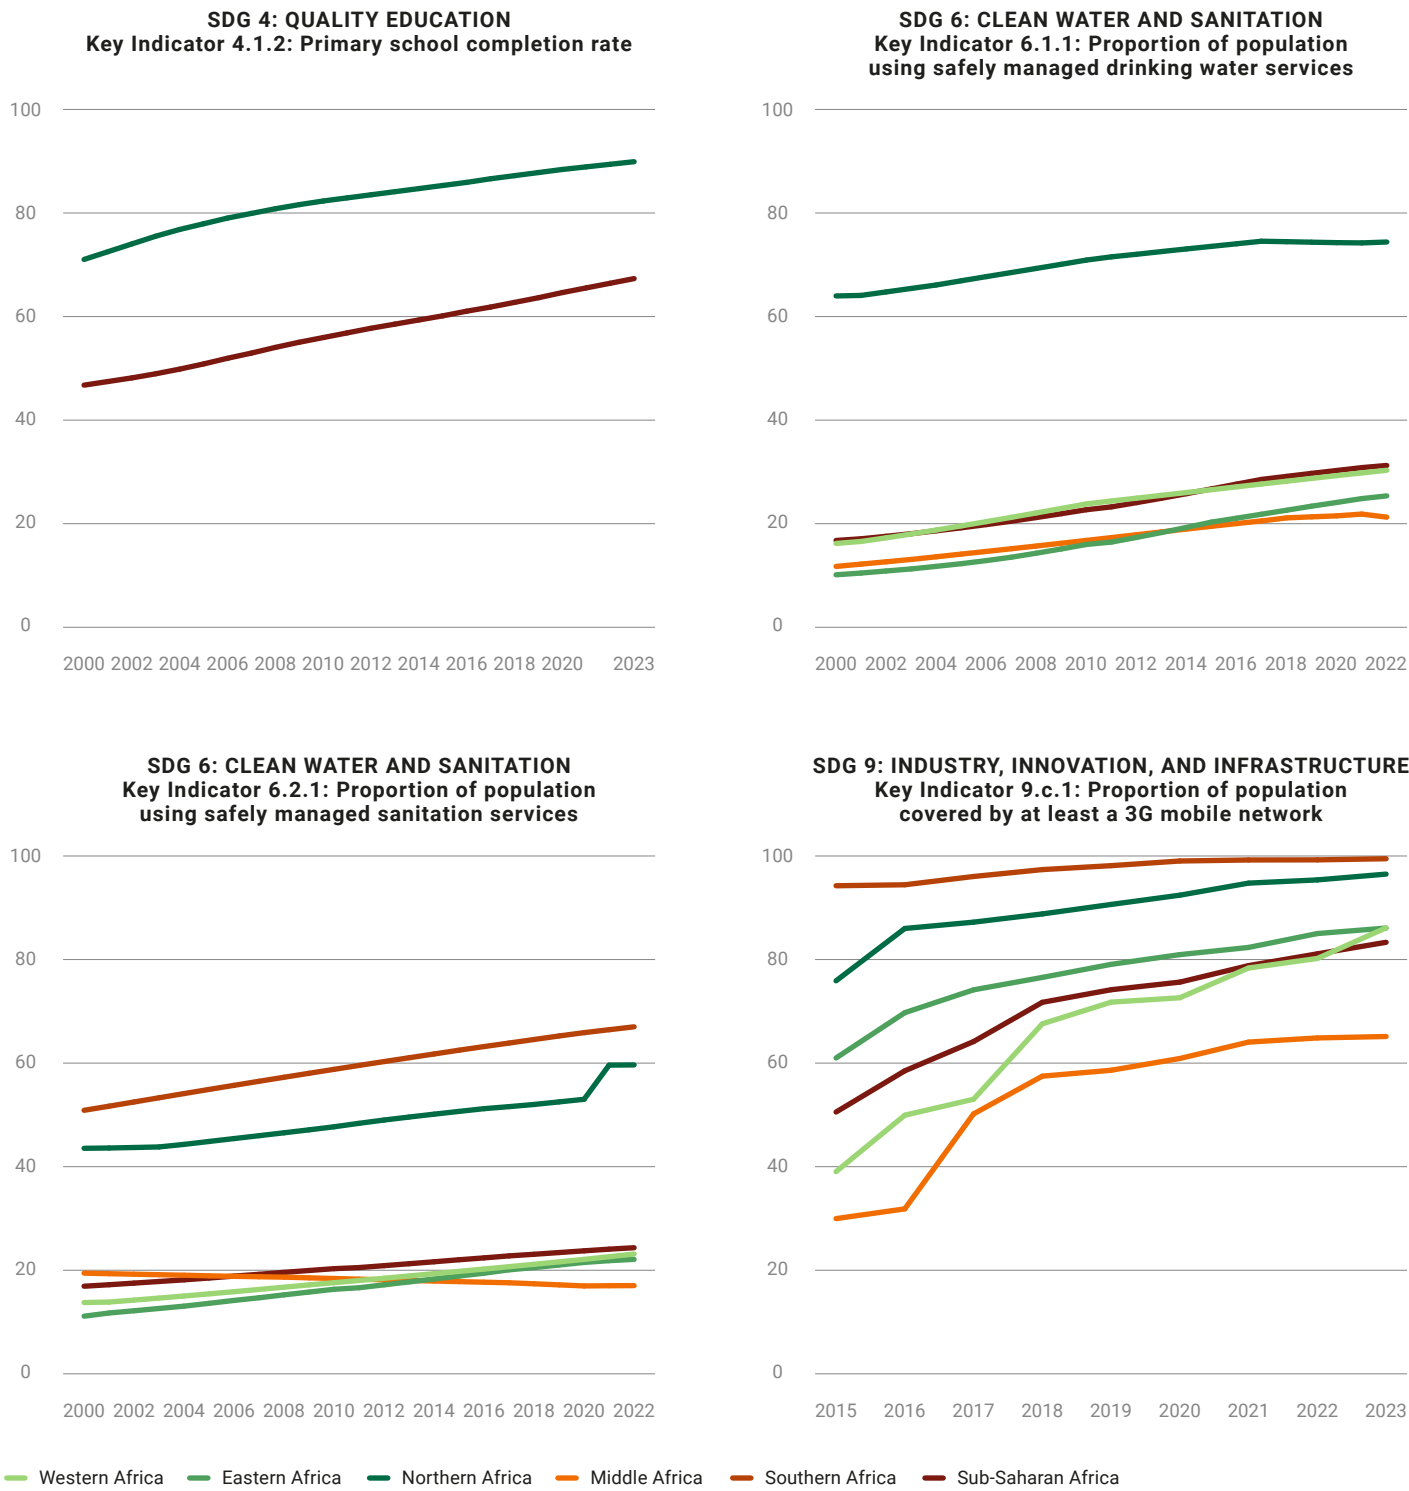 SDG 4: QUALITY EDUCATION
Key Indicator 4.1.2: Primary school completion rate
100
80
60
40
20
0
2000 2002 2004 2006 2008 2010 2012 2014 2016 2018 2020 2023
SDG 6: CLEAN WATER AND SANITATION
Key Indicator 6.1.1: Proportion of population
using safely managed drinking water services
100
80
60
40
20
0
2000 2002 2004 2006 2008 2010 2012 2014 2016 2018 2020 2022
SDG 6: CLEAN WATER AND SANITATION
Key Indicator 6.2.1: Proportion of population
using safely managed sanitation services
100
80
60
40
20
0
2000 2002 2004 2006 2008 2010 2012 2014 2016 2018 2020 2022
SDG 9: INDUSTRY, INNOVATION, AND INFRASTRUCTURE
Key Indicator 9.c.1: Proportion of population
covered by at least a 3G mobile network
100
80
60
40
20
0
2015 2016 2017 2018 2019 2020 2021 2022 2023
Western Africa Eastern Africa Northern Africa Middle Africa Southern Africa Sub-Saharan Africa